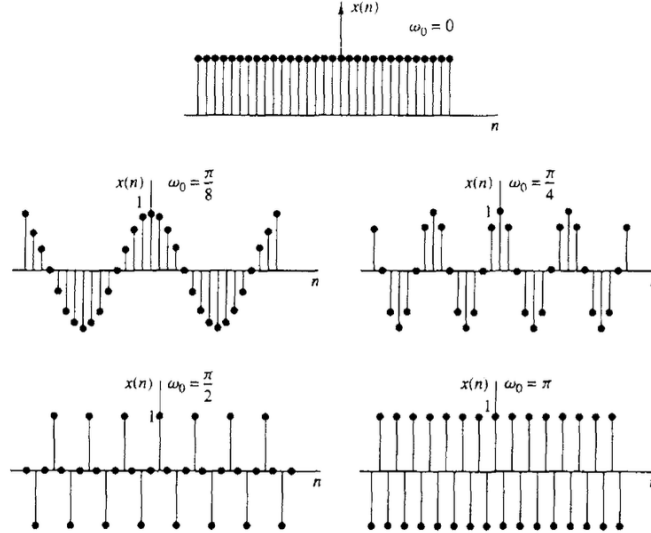 x(n)
ω₀ = 0
n
x(n) ω₀ = π/8
1
n
x(n) ω₀ = π/4
1
x(n) ω₀ = π/2
1
n
x(n) ω₀ = π
1